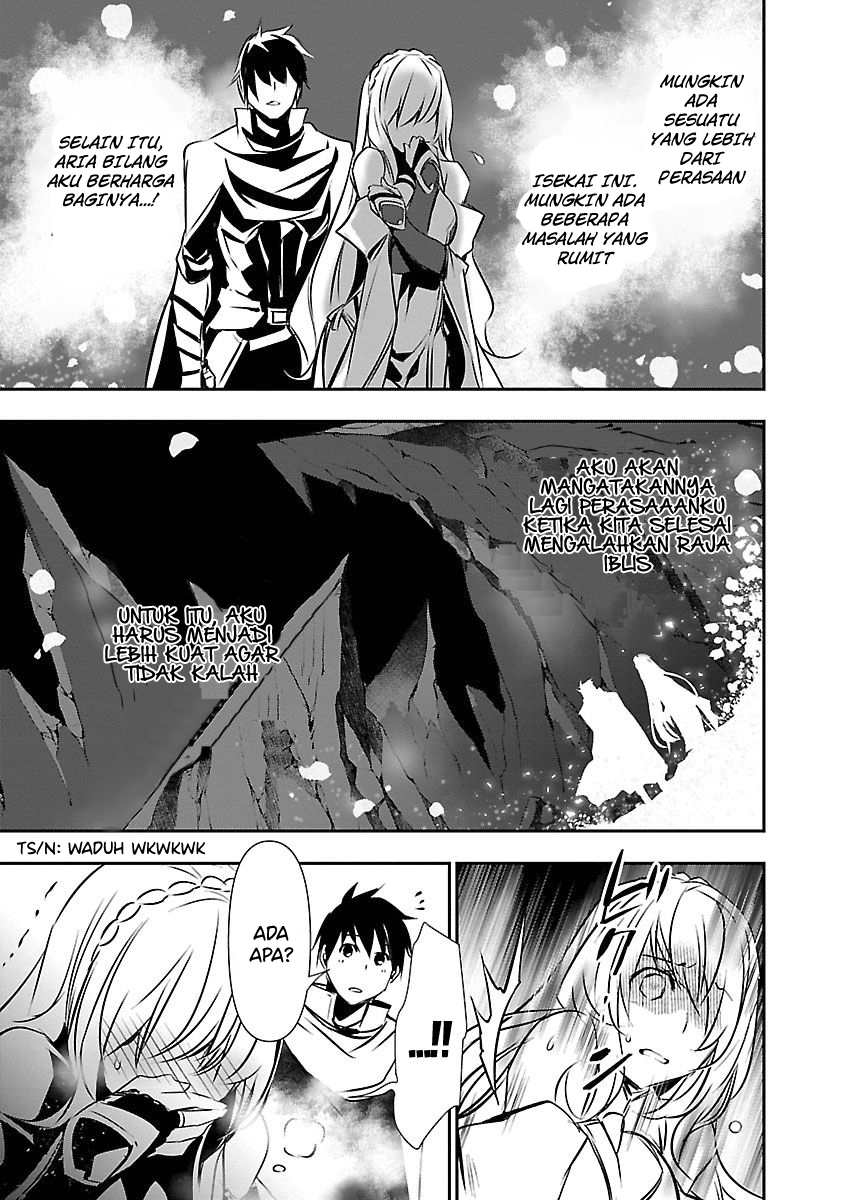 MUNGKIN
ADA
SESUATU
YANG LEBIH
DARI
PERASAAN
ISEKAI INI.
MUNGKIN ADA
BEBERAPA
MASALAH YANG
RUMIT
SELAIN ITU,
ARIA BILANG
AKU BERHARGA
BAGINYA...!
AKU AKAN
MANGATAKANNYA
LAGI PERASAAANKU
KETIKA KITA SELESAI
MENGALAHKAN RAJA
IBLIS
UNTUK ITU, AKU
HARUS MENJADI
LEBIH KUAT AGAR
TIDAK KALAH
TS/N: WADUH WKWKWK
....!!
ADA
APA?